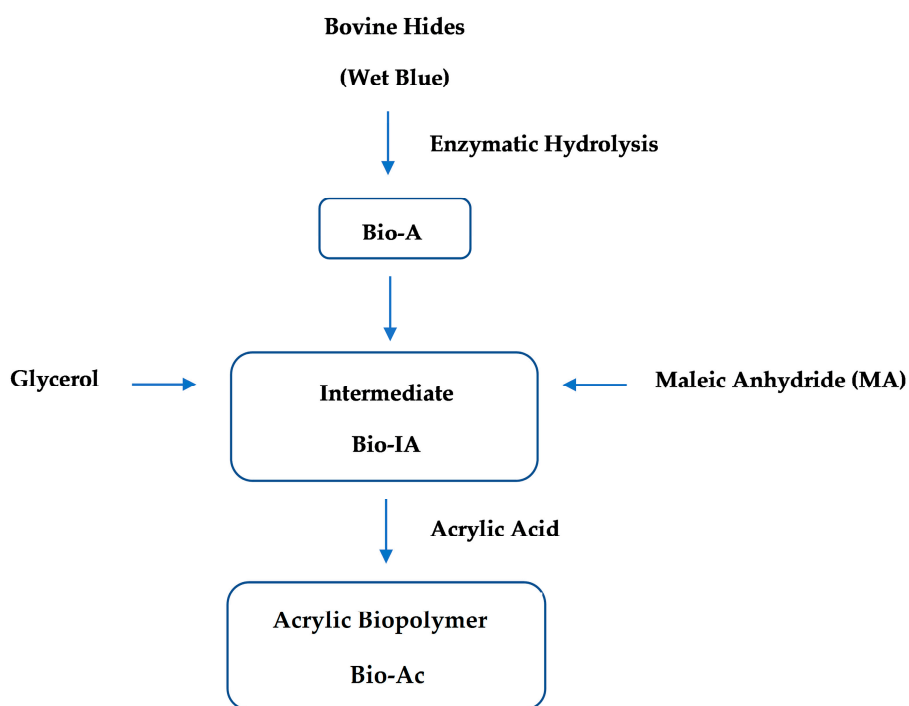 Bovine Hides
(Wet Blue)
Enzymatic Hydrolysis
Bio-A
Glycerol
Intermediate
Bio-IA
Maleic Anhydride (MA)
Acrylic Acid
Acrylic Biopolymer
Bio-Ac